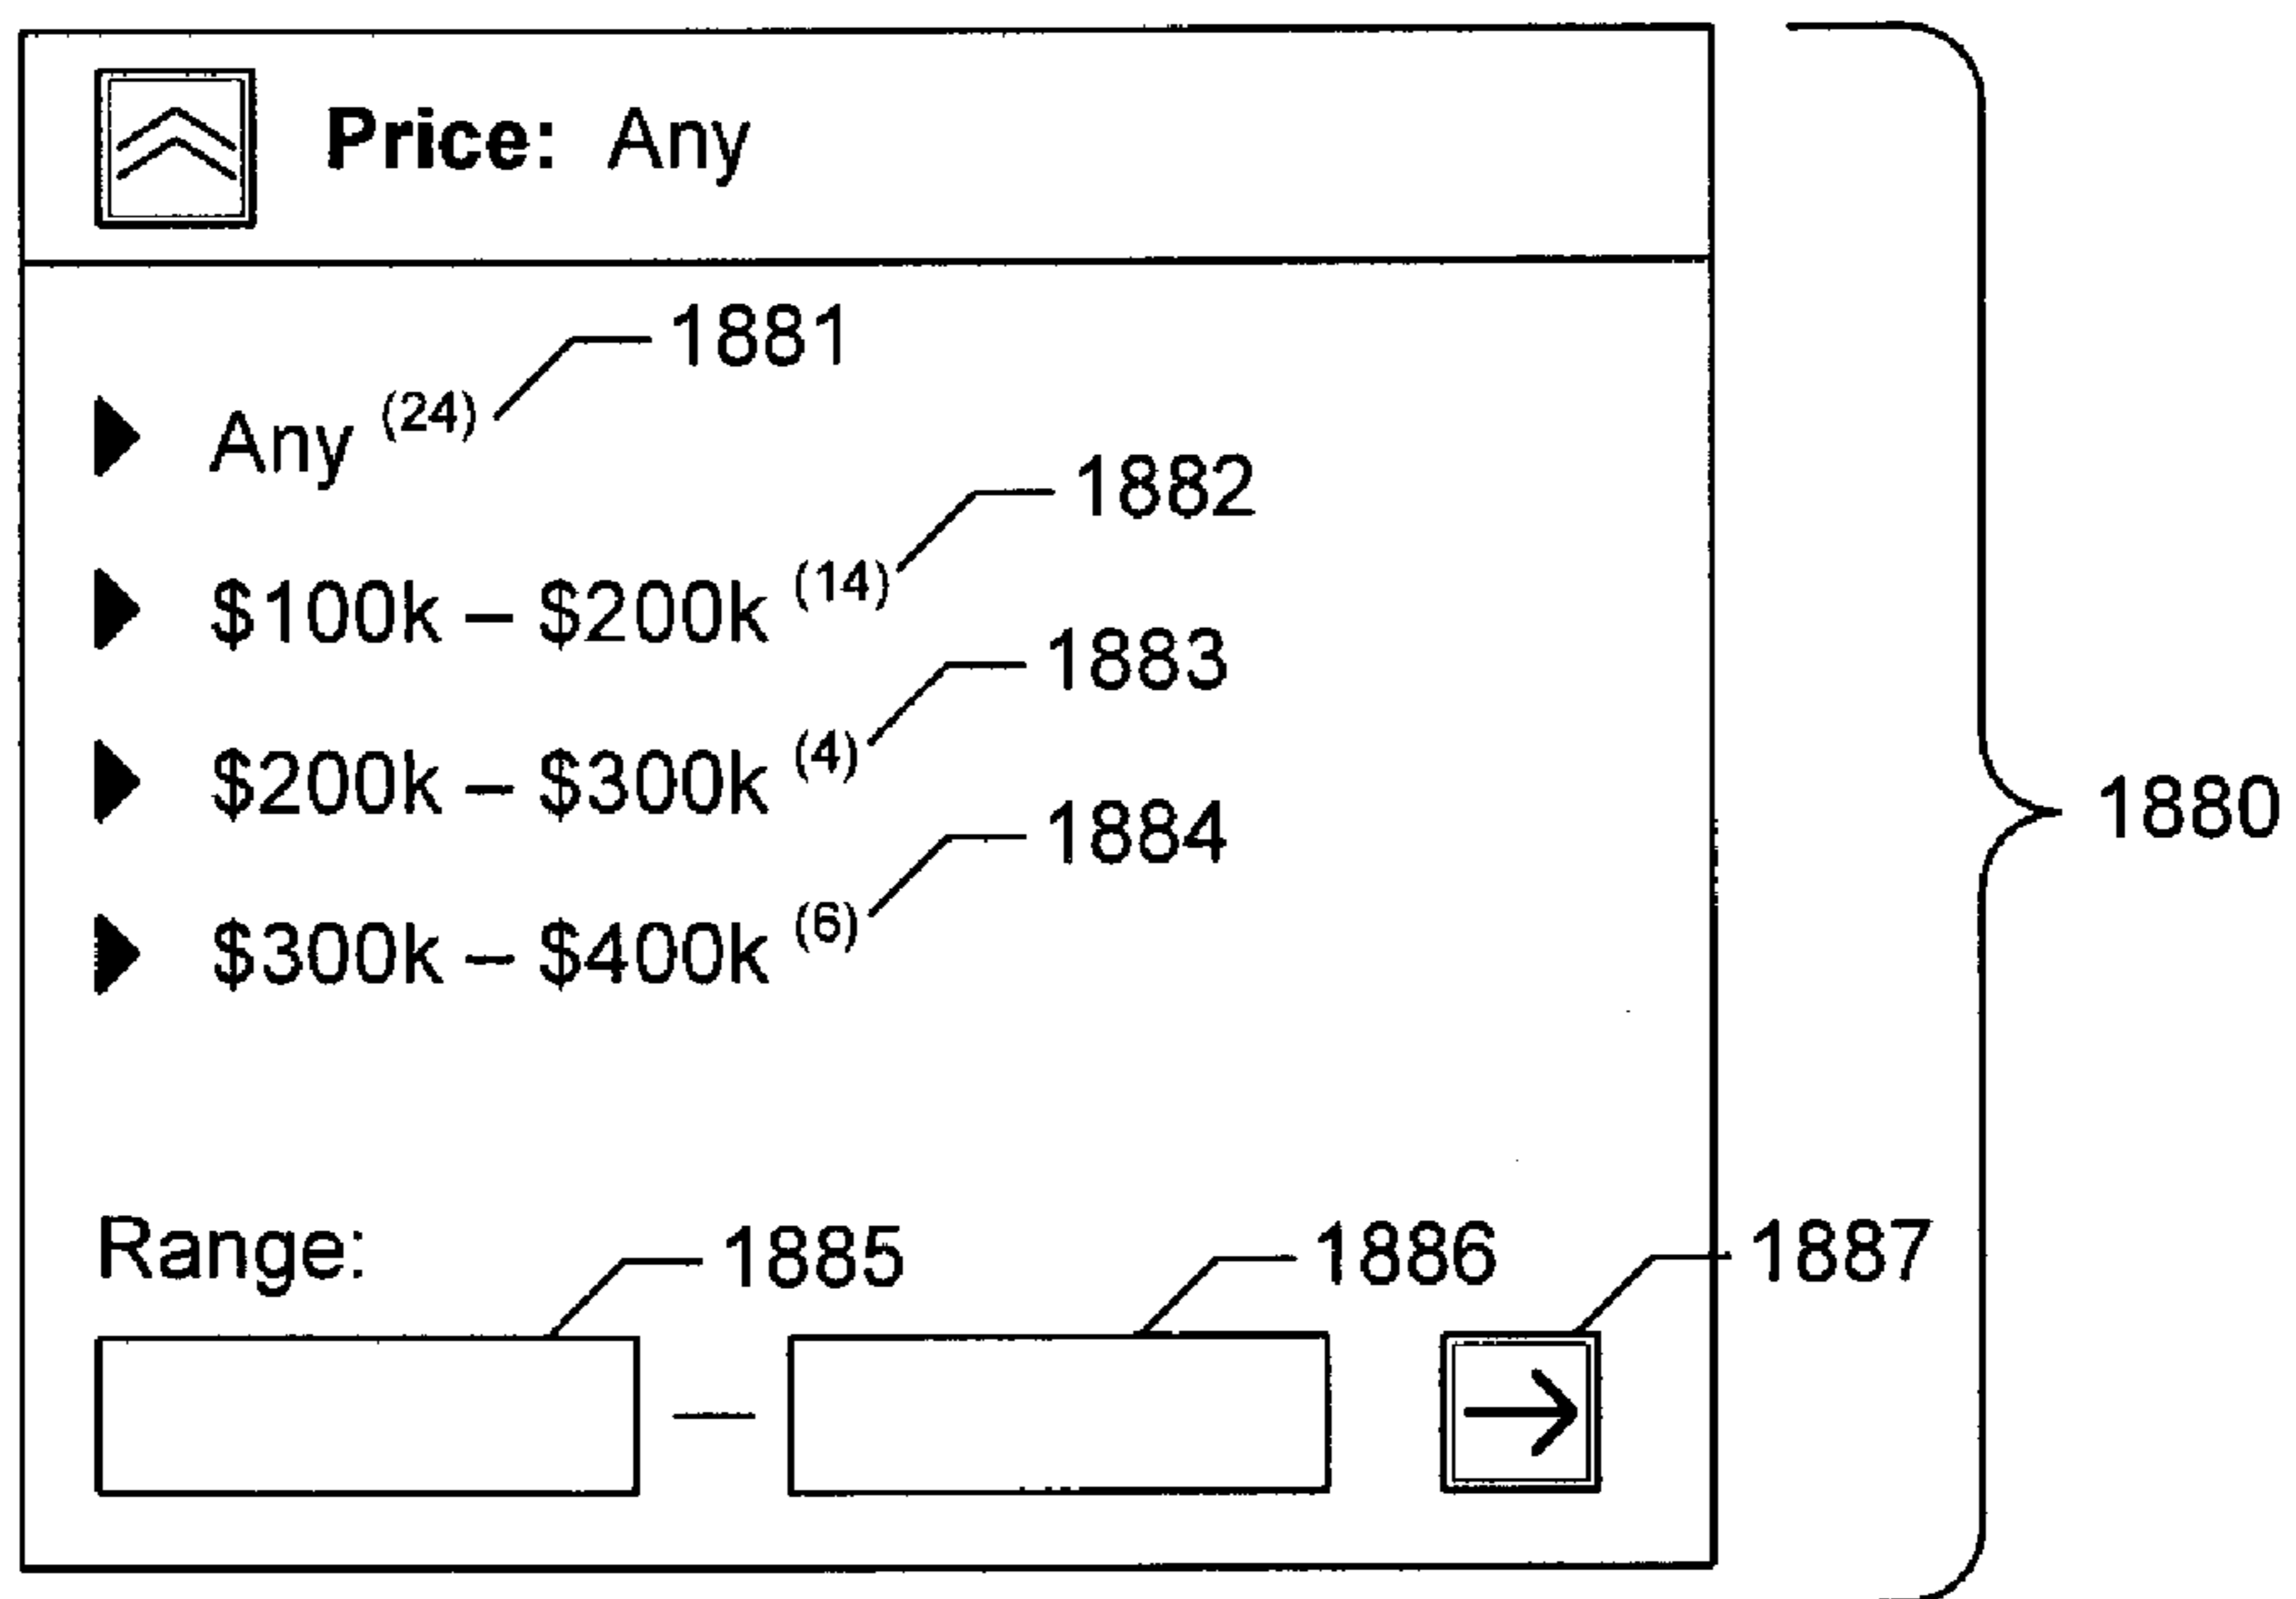 Price: Any
1881
Any (24)
1882
$100k – $200k (14)
1883
$200k – $300k (4)
1884
$300k – $400k (6)
1880
Range:
1885
1886
1887
–